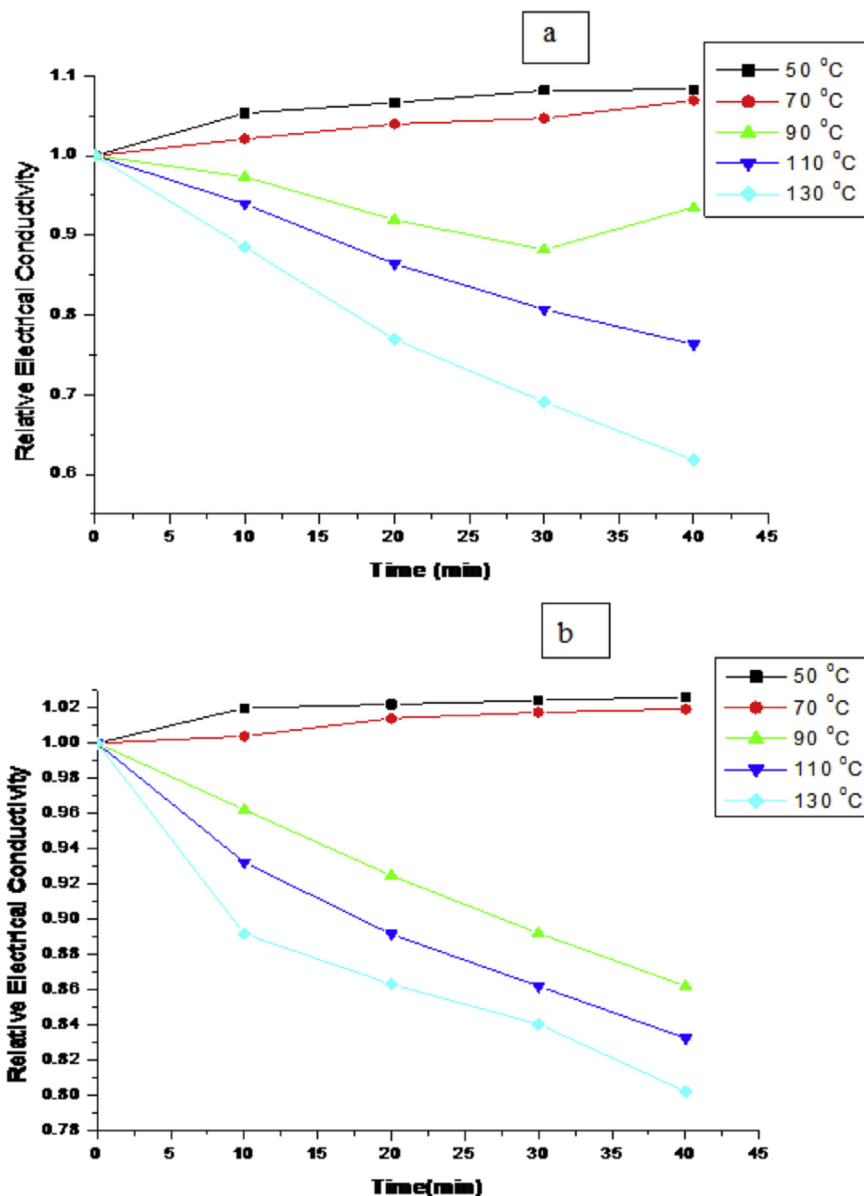 a
50 °C
70 °C
90 °C
110 °C
130 °C
1.1
1.0
0.9
0.8
0.7
0.6
Relative Electrical Conductivity
0 5 10 15 20 25 30 35 40 45
Time (min)
b
50 °C
70 °C
90 °C
110 °C
130 °C
1.02
1.00
0.98
0.96
0.94
0.92
0.90
0.88
0.86
0.84
0.82
0.80
0.78
Relative Electrical Conductivity
0 5 10 15 20 25 30 35 40 45
Time(min)